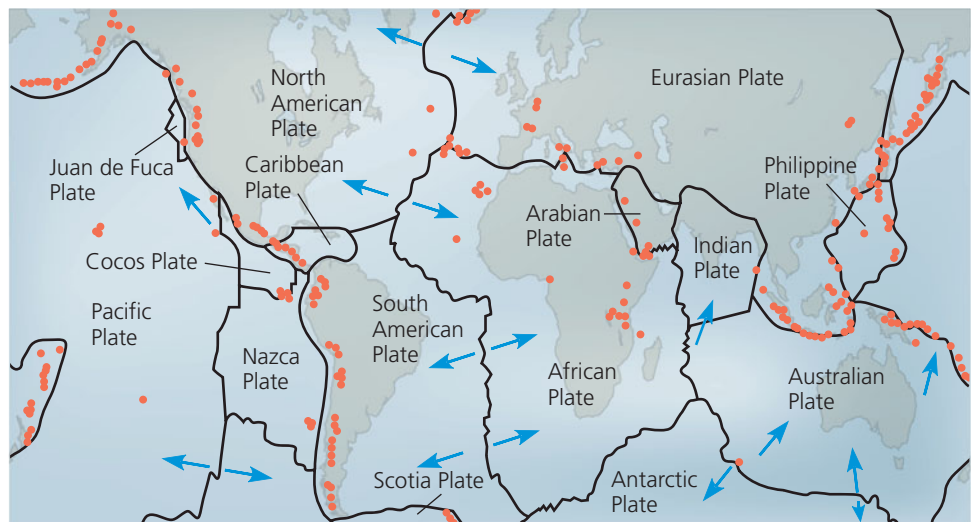 North
American
Plate
Eurasian Plate
Juan de Fuca
Plate
Caribbean
Plate
Philippine
Plate
Arabian
Plate
Indian
Plate
Cocos Plate
Pacific
Plate
South
American
Plate
Nazca
Plate
African
Plate
Australian
Plate
Scotia Plate
Antarctic
Plate